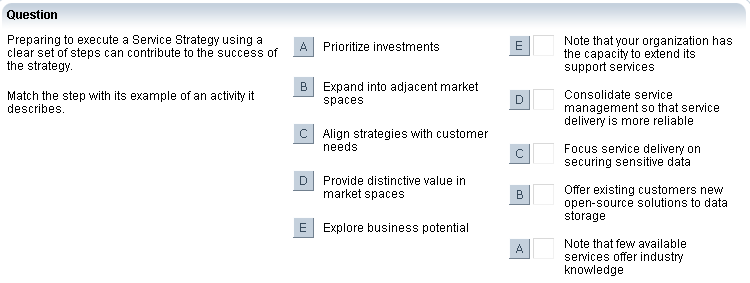 Question
Preparing to execute a Service Strategy using a
clear set of steps can contribute to the success of
the strategy.
Match the step with its example of an activity it
describes.
A Prioritize investments
B Expand into adjacent market
spaces
C Align strategies with customer
needs
D Provide distinctive value in
market spaces
E Explore business potential
E Note that your organization has
the capacity to extend its
support services
D Consolidate service
management so that service
delivery is more reliable
C Focus service delivery on
securing sensitive data
B Offer existing customers new
open-source solutions to data
storage
A Note that few available
services offer industry
knowledge